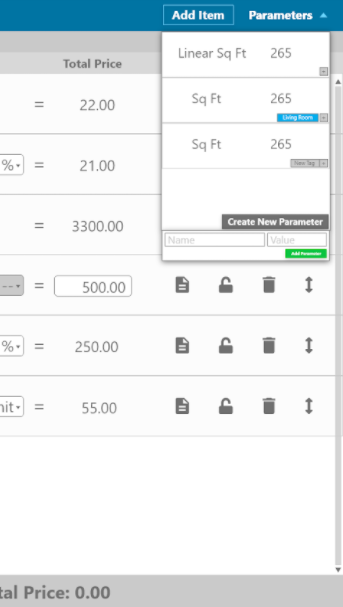 Add Item Parameters
Linear Sq Ft 265
Total Price
Sq Ft 265
= 22.00
Living Room
Sq Ft 265
% = 21.00
New Tag
Create New Parameter
= 3300.00
Name Value
Add Parameter
-- = 500.00
% = 250.00
nit = 55.00
tal Price: 0.00